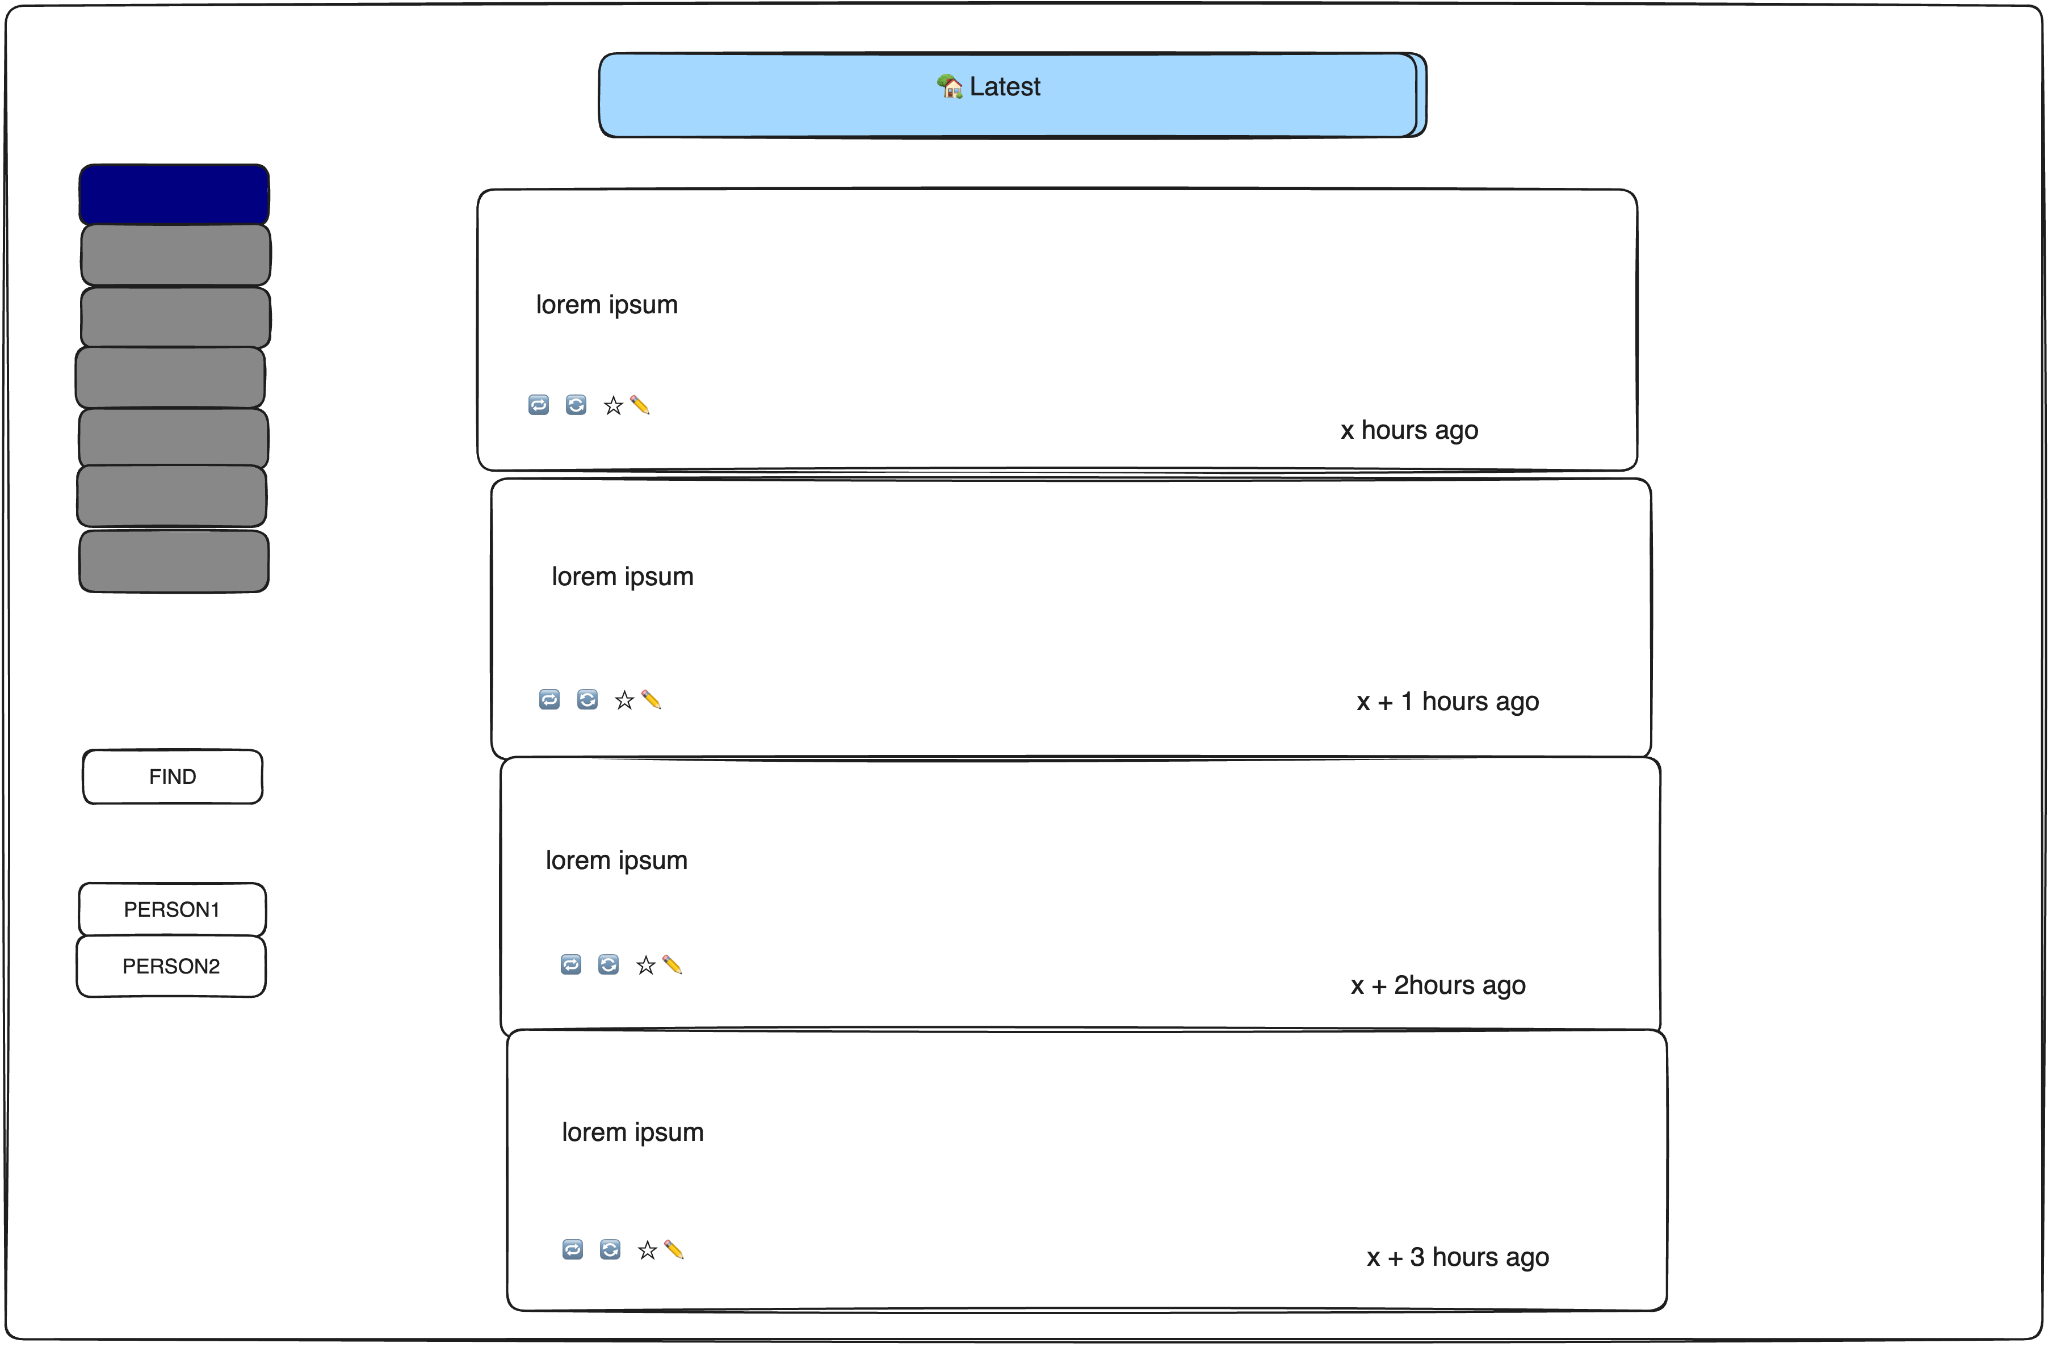 🏡 Latest
lorem ipsum
🔁 🔄 ☆✏️
x hours ago
lorem ipsum
🔁 🔄 ☆✏️
x + 1 hours ago
FIND
lorem ipsum
PERSON1
PERSON2
🔁 🔄 ☆✏️
x + 2hours ago
lorem ipsum
🔁 🔄 ☆✏️
x + 3 hours ago